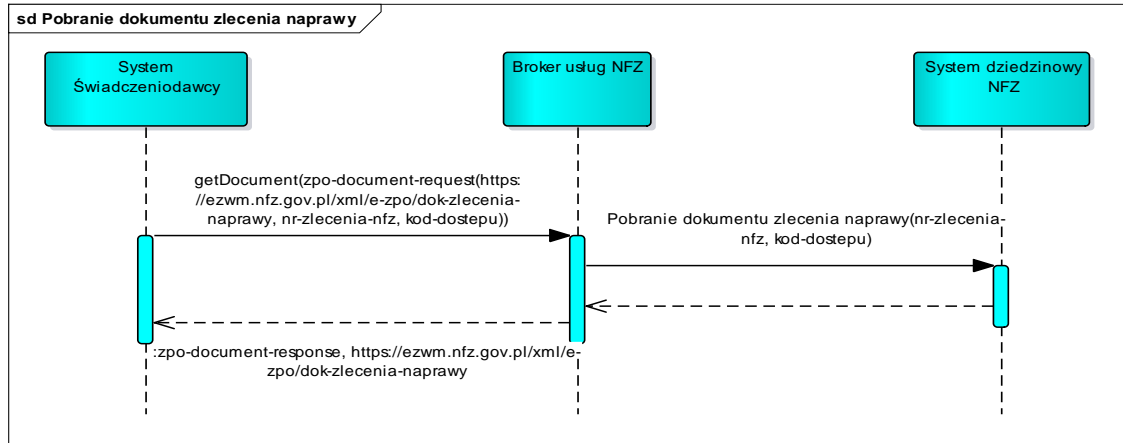 sd Pobranie dokumentu zlecenia naprawy
System
Świadczeniodawcy
Broker usług NFZ
System dziedzinowy
NFZ
getDocument(zpo-document-request(https:
//ezwm.nfz.gov.pl/xml/e-zpo/dok-zlecenia-
naprawy, nr-zlecenia-nfz, kod-dostepu))
Pobranie dokumentu zlecenia naprawy(nr-zlecenia-
nfz, kod-dostepu)
:zpo-document-response, https://ezwm.nfz.gov.pl/xml/e-
zpo/dok-zlecenia-naprawy